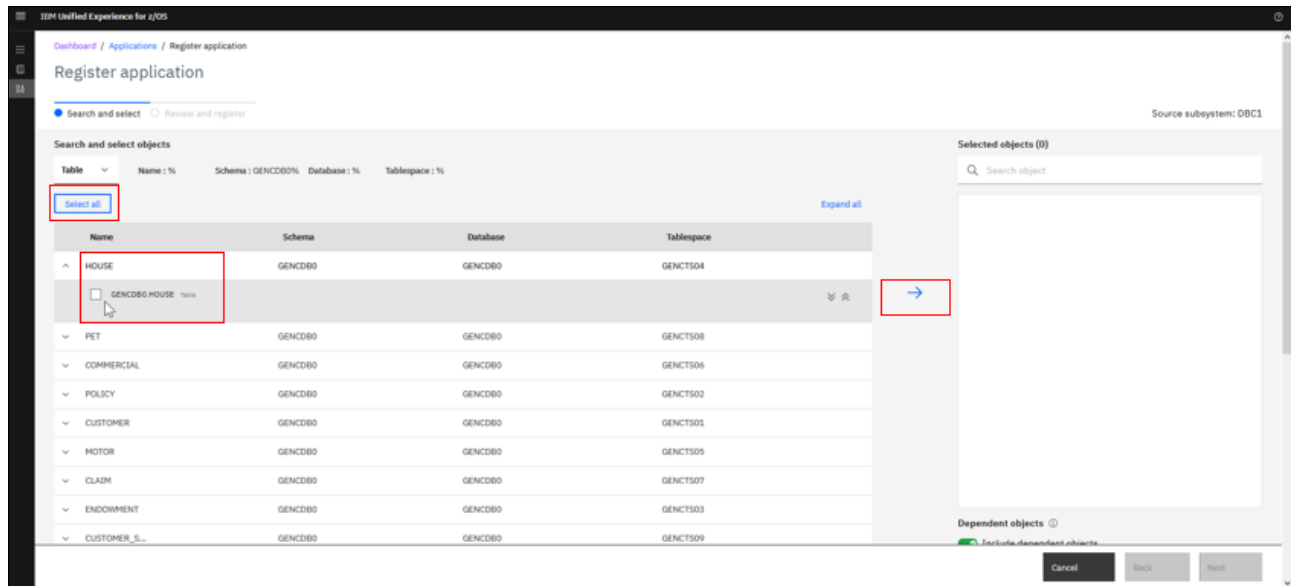 IBM Unified Experience for z/OS
Dashboard / Applications / Register application
Register application
Search and select Review and register
Source subsystem: DBC1
Search and select objects
Selected objects (0)
Table Name : % Schema : GENCDB0% Database : % Tablespace : %
Search object
Select all
Expand all
Name Schema Database Tablespace
HOUSE GENCDB0 GENCDB0 GENCTS04
GENCDB0.HOUSE Table
PET GENCDB0 GENCDB0 GENCTS08
COMMERCIAL GENCDB0 GENCDB0 GENCTS06
POLICY GENCDB0 GENCDB0 GENCTS02
CUSTOMER GENCDB0 GENCDB0 GENCTS01
MOTOR GENCDB0 GENCDB0 GENCTS05
CLAIM GENCDB0 GENCDB0 GENCTS07
ENDOWMENT GENCDB0 GENCDB0 GENCTS03
CUSTOMER_S... GENCDB0 GENCDB0 GENCTS09
Dependent objects
Include dependent objects
Cancel Back Next